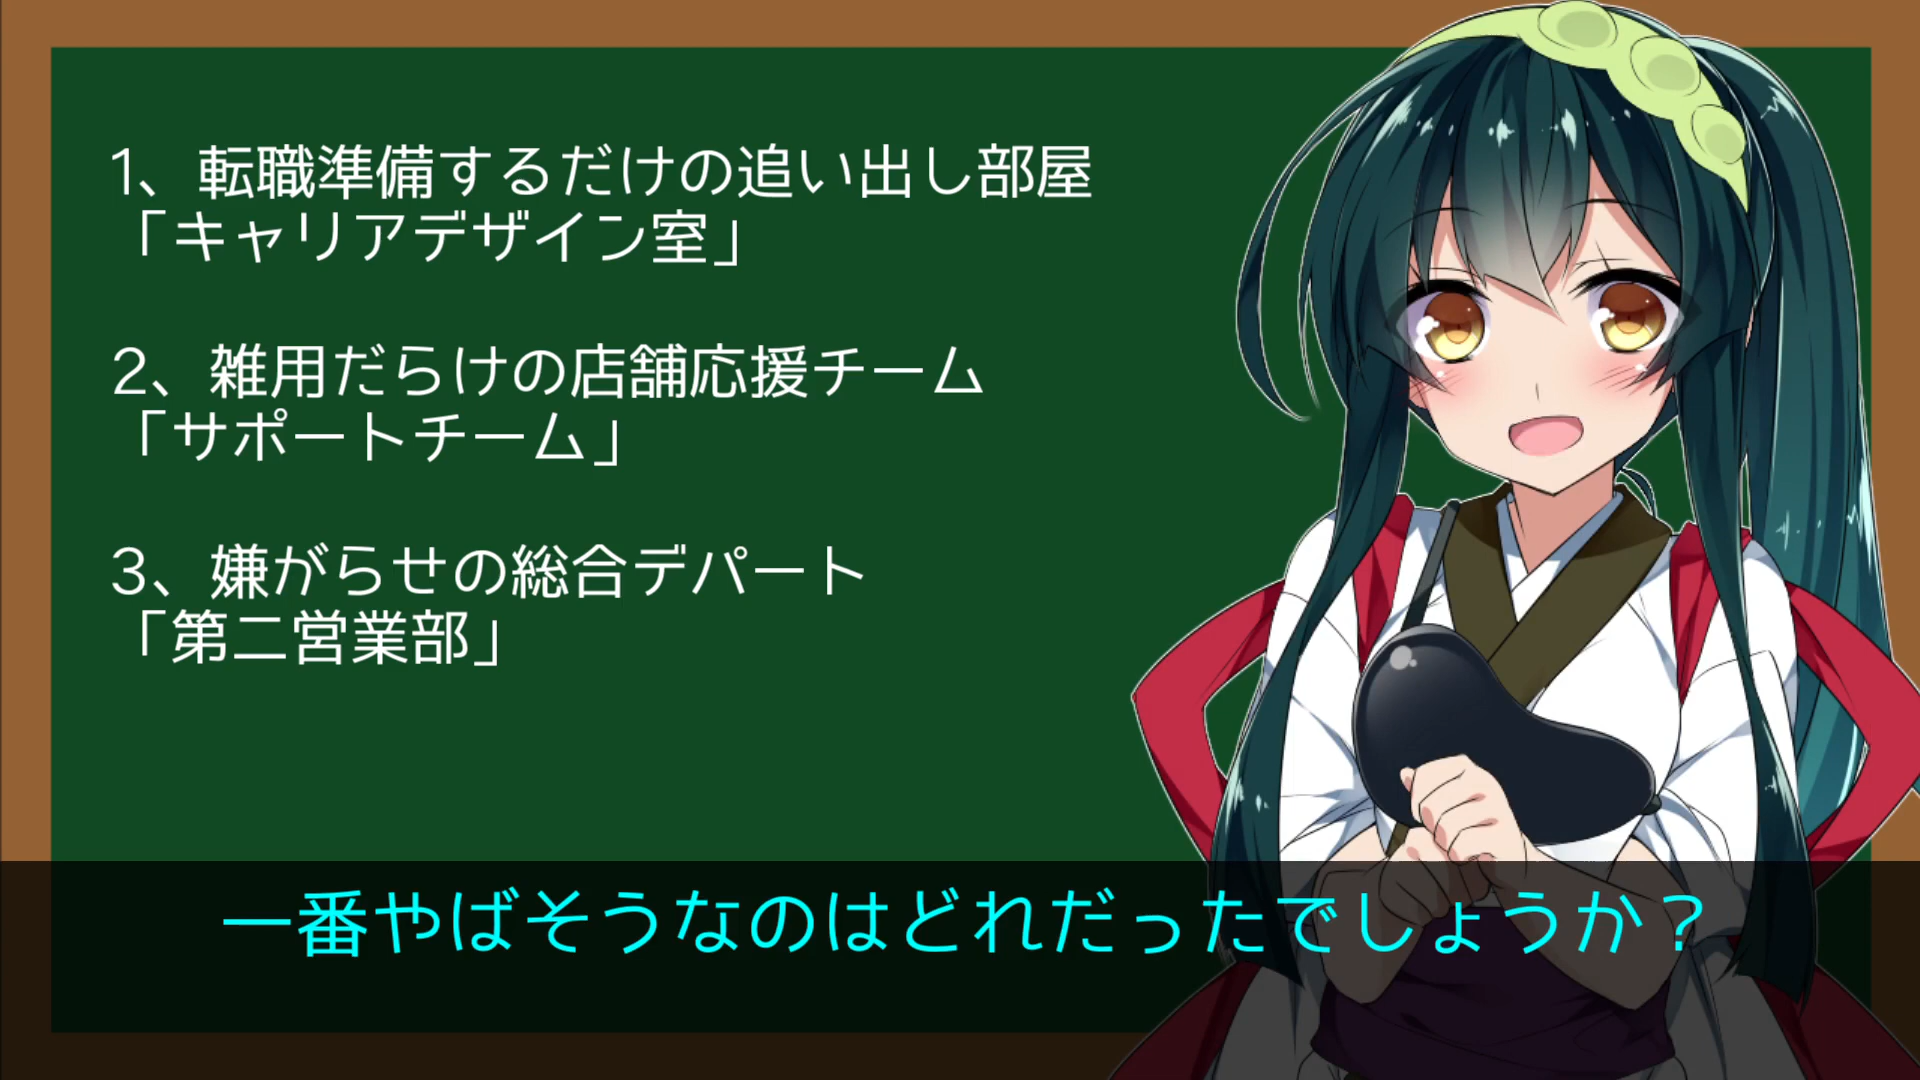 1、転職準備するだけの追い出し部屋
「キャリアデザイン室」
2、雑用だらけの店舗応援チーム
「サポートチーム」
3、嫌がらせの総合デパート
「第二営業部」
一番やばそうなのはどれだったでしょうか？